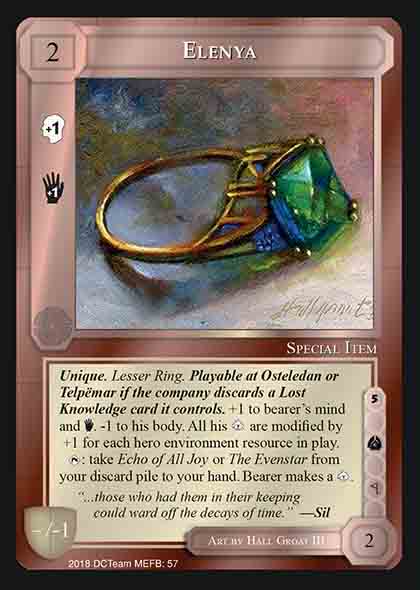 2
ELENYA
+1
+1
SPECIAL ITEM
Unique. Lesser Ring. Playable at Osteledan or
Telpëmar if the company discards a Lost
Knowledge card it controls. +1 to bearer's mind
and . -1 to his body. All his are modified by
+1 for each hero environment resource in play.
: take Echo of All Joy or The Evenstar from
your discard pile to your hand. Bearer makes a .
"...those who had them in their keeping
could ward off the decays of time." —Sil
5
–/-1
ART BY HALL GROAT III
2
2018 DCTeam MEFB: 57